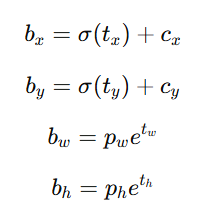 b_x = σ(t_x) + c_x
b_y = σ(t_y) + c_y
b_w = p_w e^{t_w}
b_h = p_h e^{t_h}